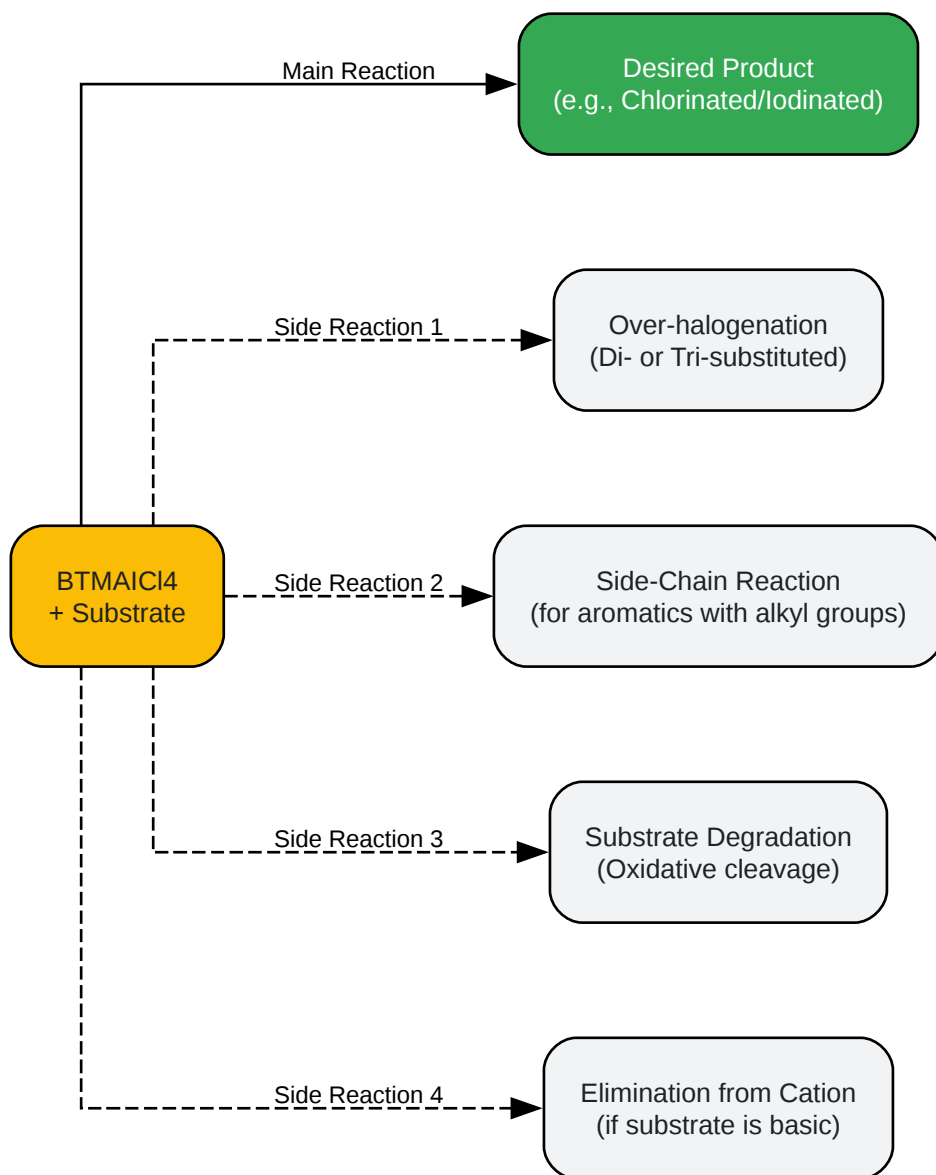 Main Reaction
Desired Product
(e.g., Chlorinated/Iodinated)
Side Reaction 1
Over-halogenation
(Di- or Tri-substituted)
BTMAICl4
+ Substrate
Side Reaction 2
Side-Chain Reaction
(for aromatics with alkyl groups)
Side Reaction 3
Substrate Degradation
(Oxidative cleavage)
Side Reaction 4
Elimination from Cation
(if substrate is basic)